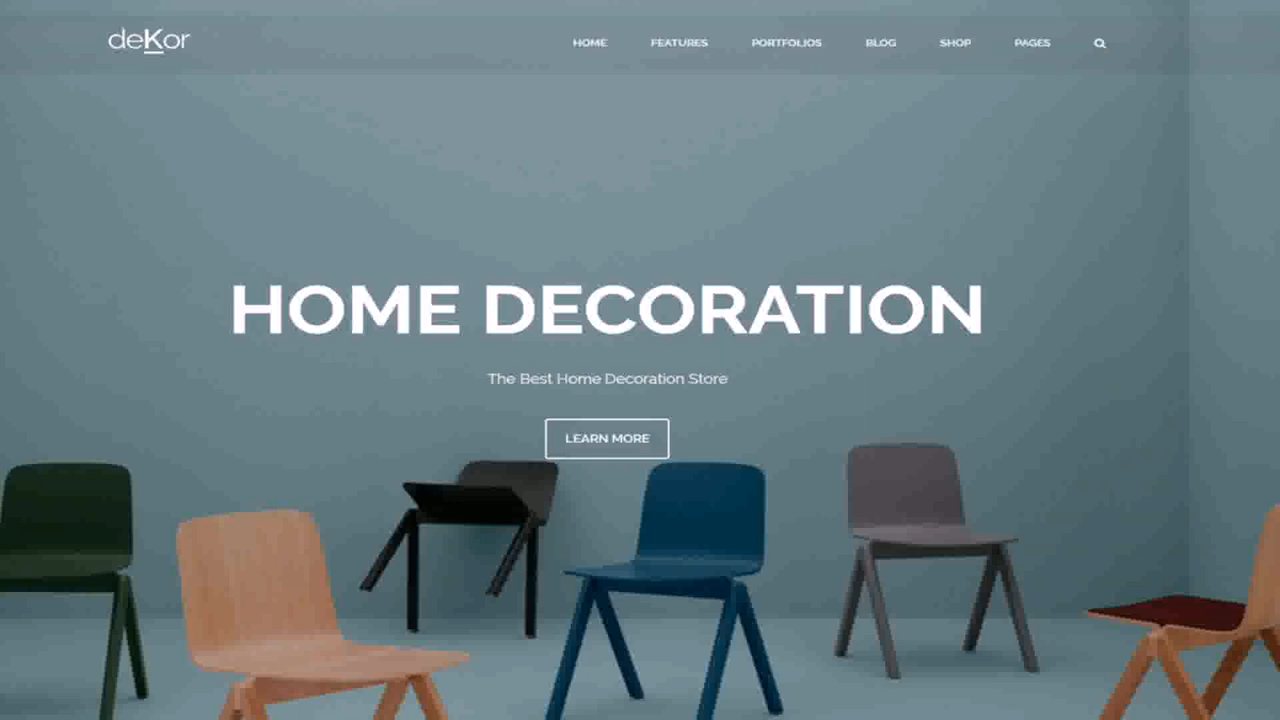 deKor
HOME FEATURES PORTFOLIOS BLOG SHOP PAGES
HOME DECORATION
The Best Home Decoration Store
LEARN MORE